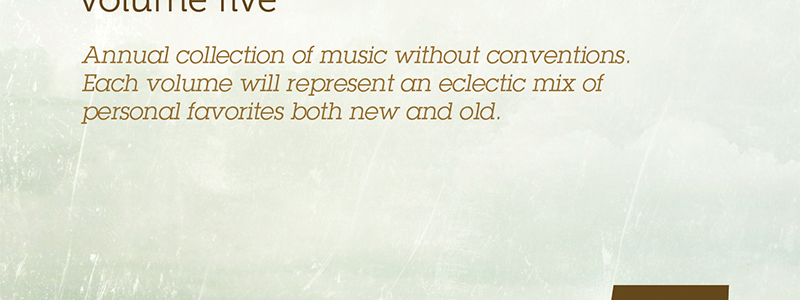 volume five
Annual collection of music without conventions.
Each volume will represent an eclectic mix of
personal favorites both new and old.